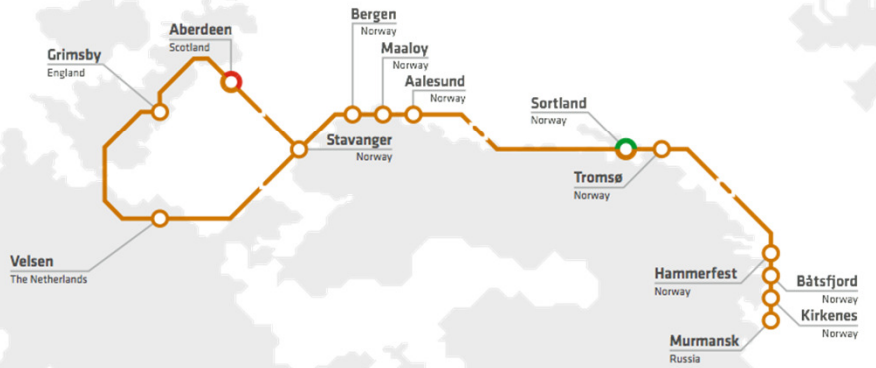 Bergen
Norway
Aberdeen
Scotland
Maaloy
Norway
Grimsby
England
Aalesund
Norway
Sortland
Norway
Stavanger
Norway
Tromsø
Norway
Velsen
The Netherlands
Hammerfest
Norway
Båtsfjord
Norway
Kirkenes
Norway
Murmansk
Russia